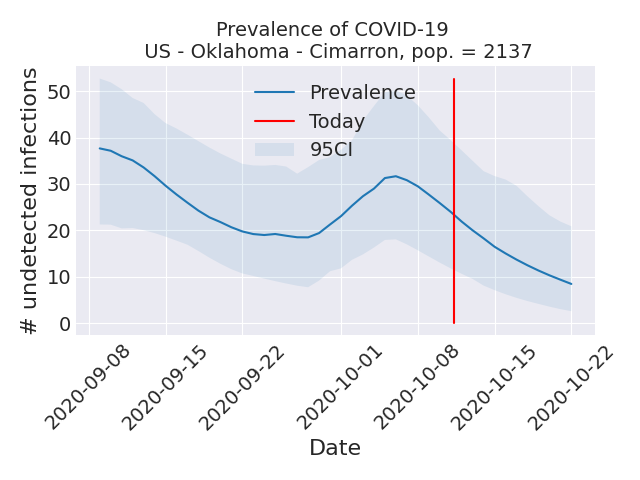 Prevalence of COVID-19
US - Oklahoma - Cimarron, pop. = 2137
# undetected infections
50
40
30
20
10
0
Prevalence
Today
95CI
2020-09-08
2020-09-15
2020-09-22
2020-10-01
2020-10-08
2020-10-15
2020-10-22
Date